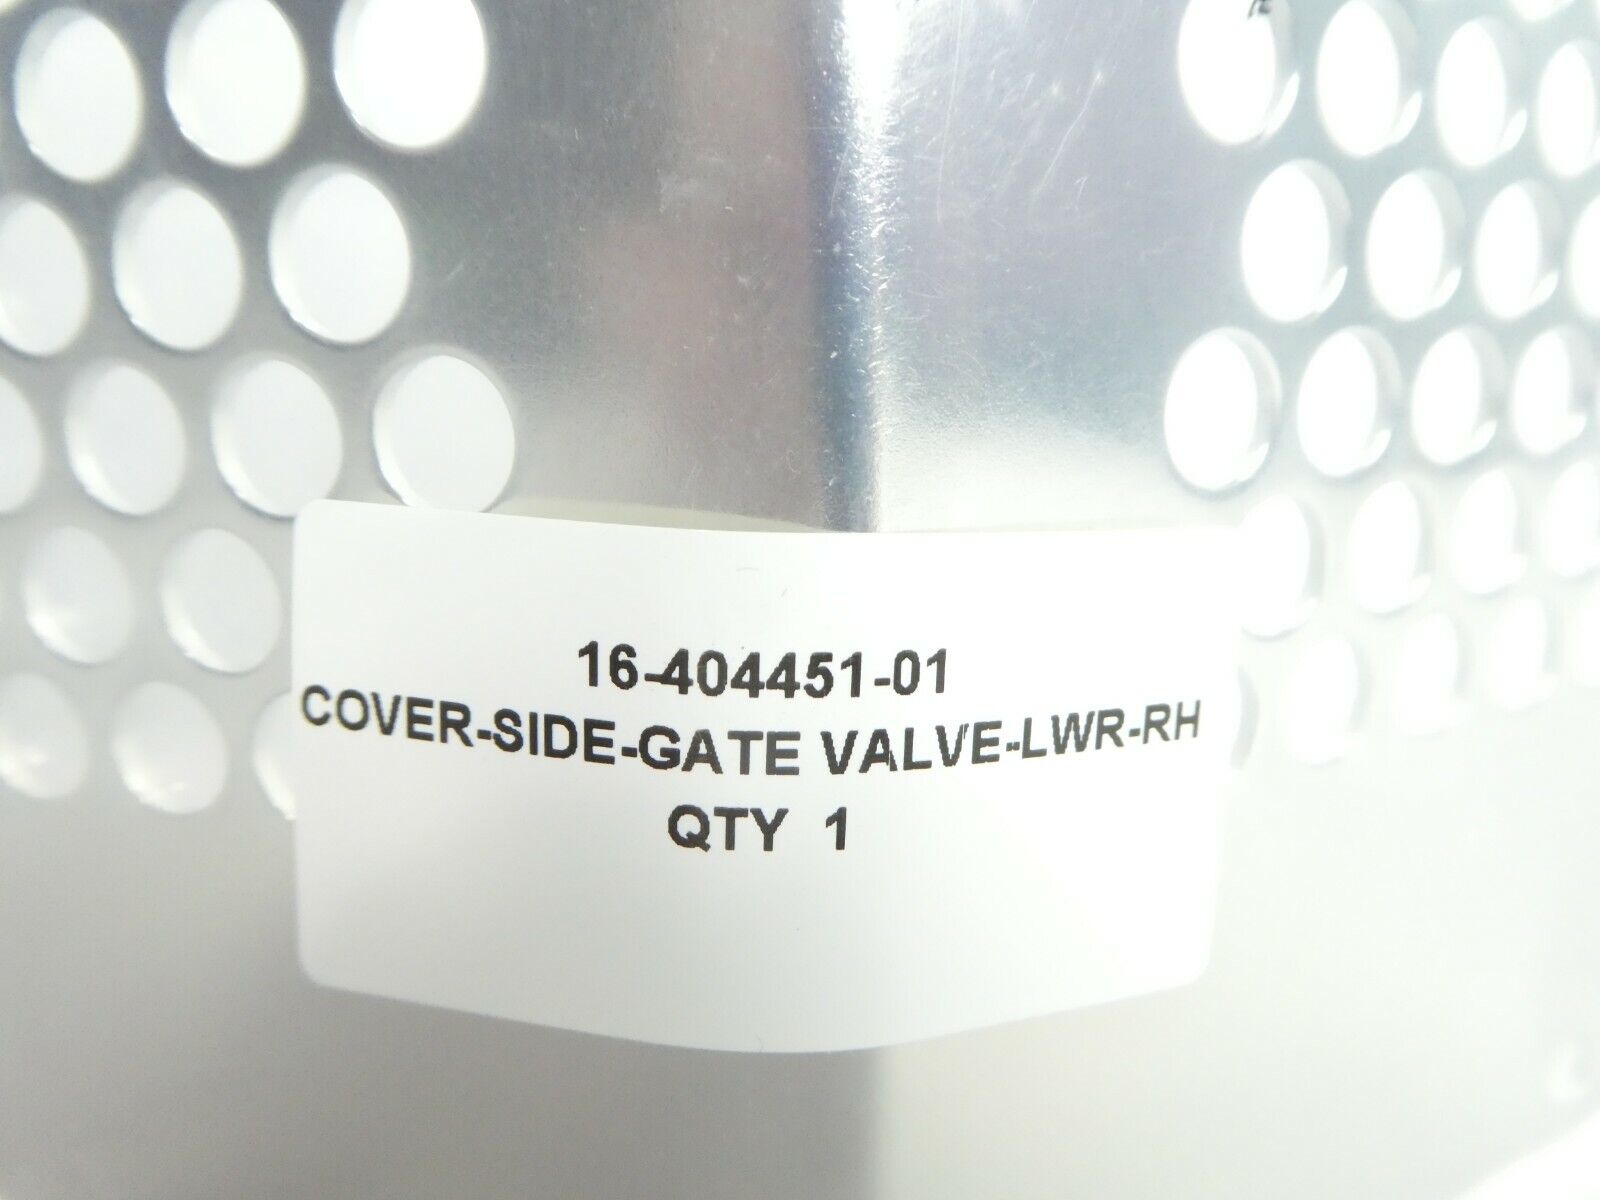 16-404451-01
COVER-SIDE-GATE VALVE-LWR-RH
QTY 1